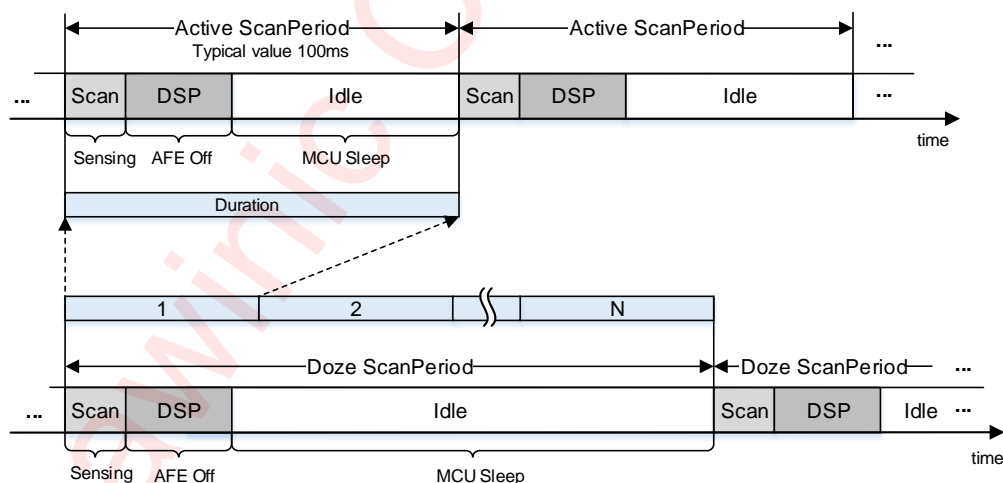 Active ScanPeriod
Active ScanPeriod
Typical value 100ms
...
... Scan DSP Idle Scan DSP Idle ...
time
Sensing AFE Off MCU Sleep
Duration
1 2 N
Doze ScanPeriod Doze ScanPeriod ...
... Scan DSP Idle Scan DSP Idle ...
time
Sensing AFE Off MCU Sleep
awinic C